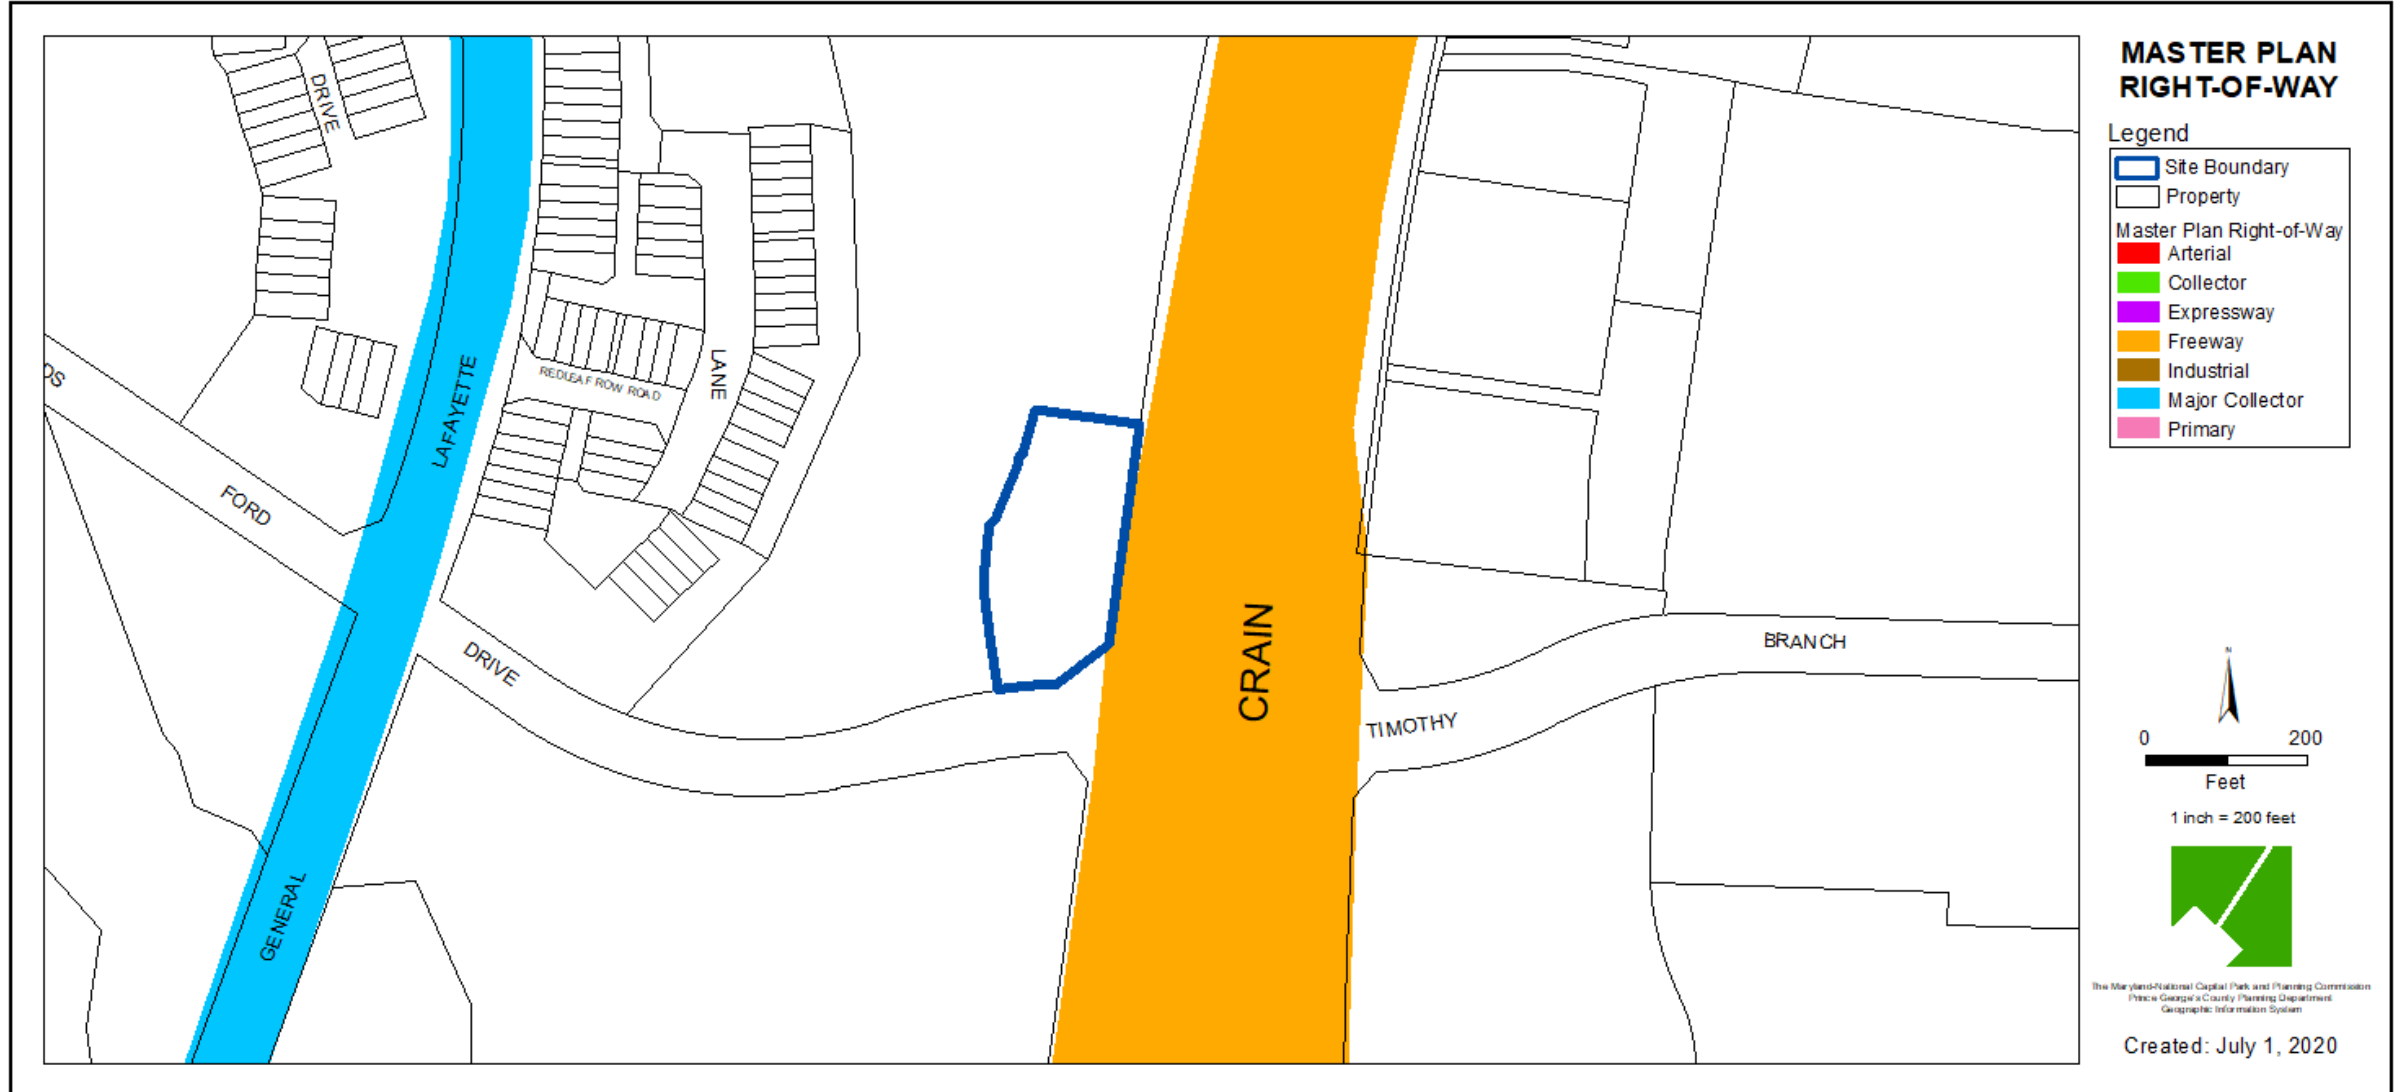 MASTER PLAN
RIGHT-OF-WAY
Legend
Site Boundary
Property
Master Plan Right-of-Way
Arterial
Collector
Expressway
Freeway
Industrial
Major Collector
Primary
DRIVE
DS
FORD
LAFAYETTE
REDLEAF ROW ROAD
LANE
DRIVE
GENERAL
CRAIN
TIMOTHY
BRANCH
N
0 200
Feet
1 inch = 200 feet
The Maryland-National Capital Park and Planning Commission
Prince George's County Planning Department
Geographic Information System
Created: July 1, 2020